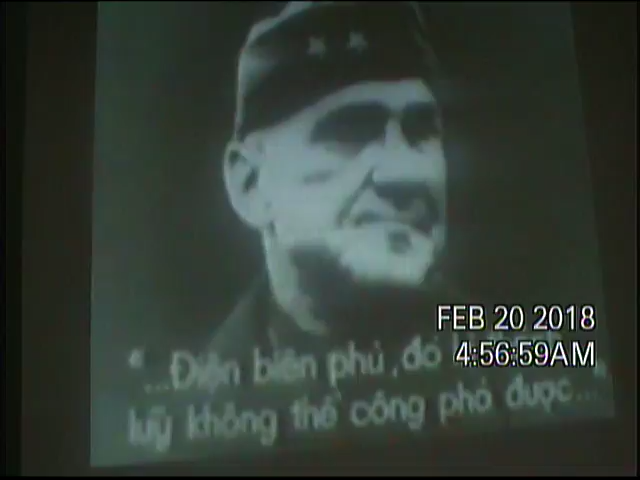 “...Điện biên phủ, đó
luỹ không thể công phá được..."
FEB 20 2018
4:56:59AM